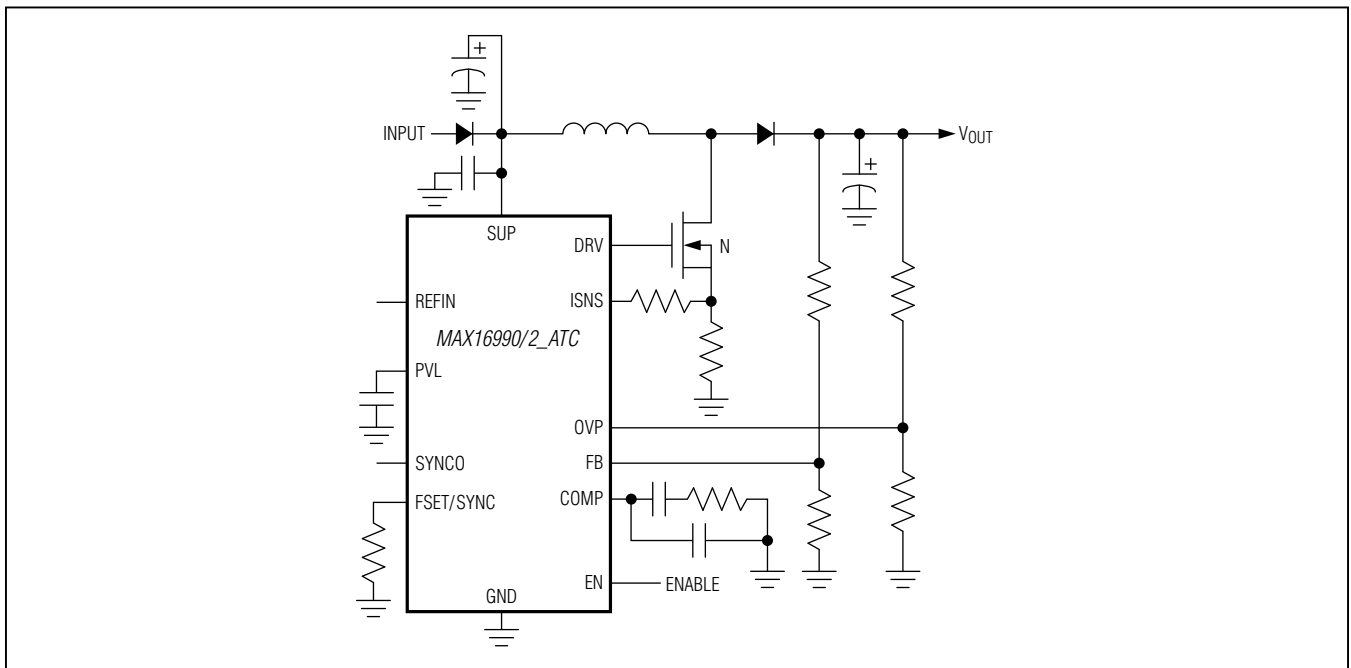 +
INPUT
+
VOUT
SUP
DRV
N
REFIN
ISNS
MAX16990/2_ATC
PVL
OVP
SYNCO
FB
FSET/SYNC
COMP
EN
ENABLE
GND